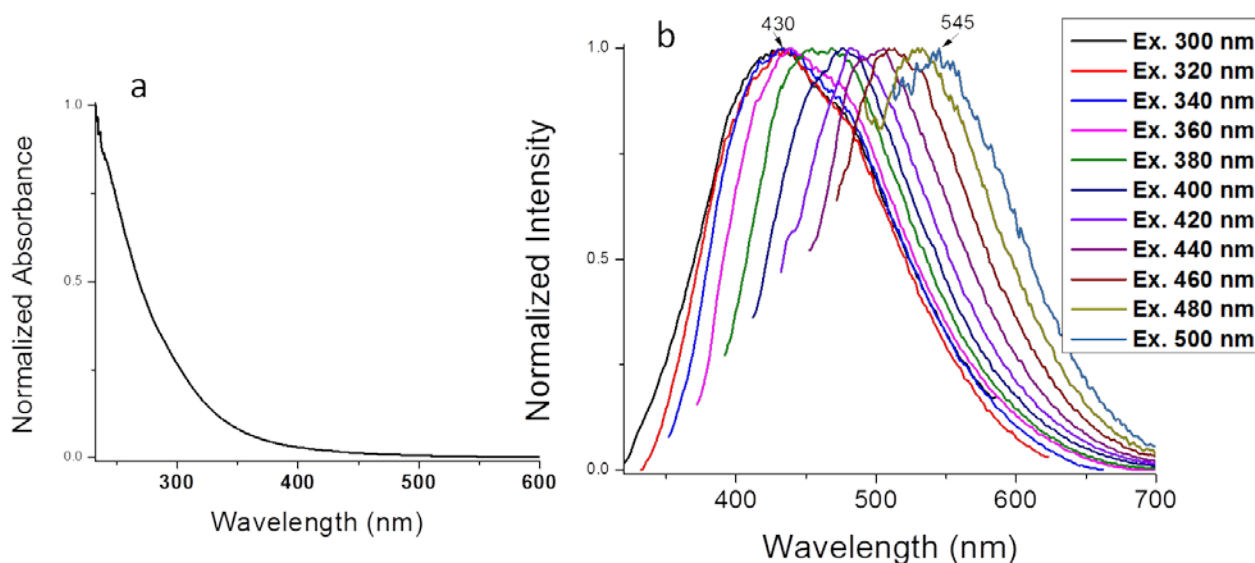 a
Normalized Absorbance
1.0
0.5
0.0
300
400
500
600
Wavelength (nm)
b
430
545
Normalized Intensity
1.0
0.5
0.0
400
500
600
700
Wavelength (nm)
Ex. 300 nm
Ex. 320 nm
Ex. 340 nm
Ex. 360 nm
Ex. 380 nm
Ex. 400 nm
Ex. 420 nm
Ex. 440 nm
Ex. 460 nm
Ex. 480 nm
Ex. 500 nm